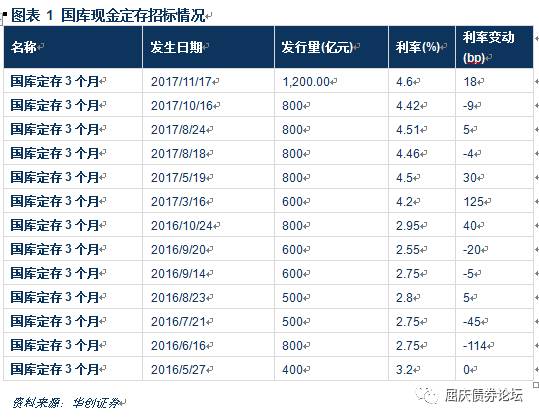 图表 1 国库现金定存招标情况
名称 发生日期 发行量(亿元) 利率(%) 利率变动(bp)
国库定存 3 个月 2017/11/17 1,200.00 4.6 18
国库定存 3 个月 2017/10/16 800 4.42 -9
国库定存 3 个月 2017/8/24 800 4.51 5
国库定存 3 个月 2017/8/18 800 4.46 -4
国库定存 3 个月 2017/5/19 800 4.5 30
国库定存 3 个月 2017/3/16 600 4.2 125
国库定存 3 个月 2016/10/24 800 2.95 40
国库定存 3 个月 2016/9/20 600 2.55 -20
国库定存 3 个月 2016/9/14 600 2.75 -5
国库定存 3 个月 2016/8/23 500 2.8 5
国库定存 3 个月 2016/7/21 500 2.75 -45
国库定存 3 个月 2016/6/16 800 2.75 -114
国库定存 3 个月 2016/5/27 400 3.2 0
资料来源：华创证券
屈庆债券论坛